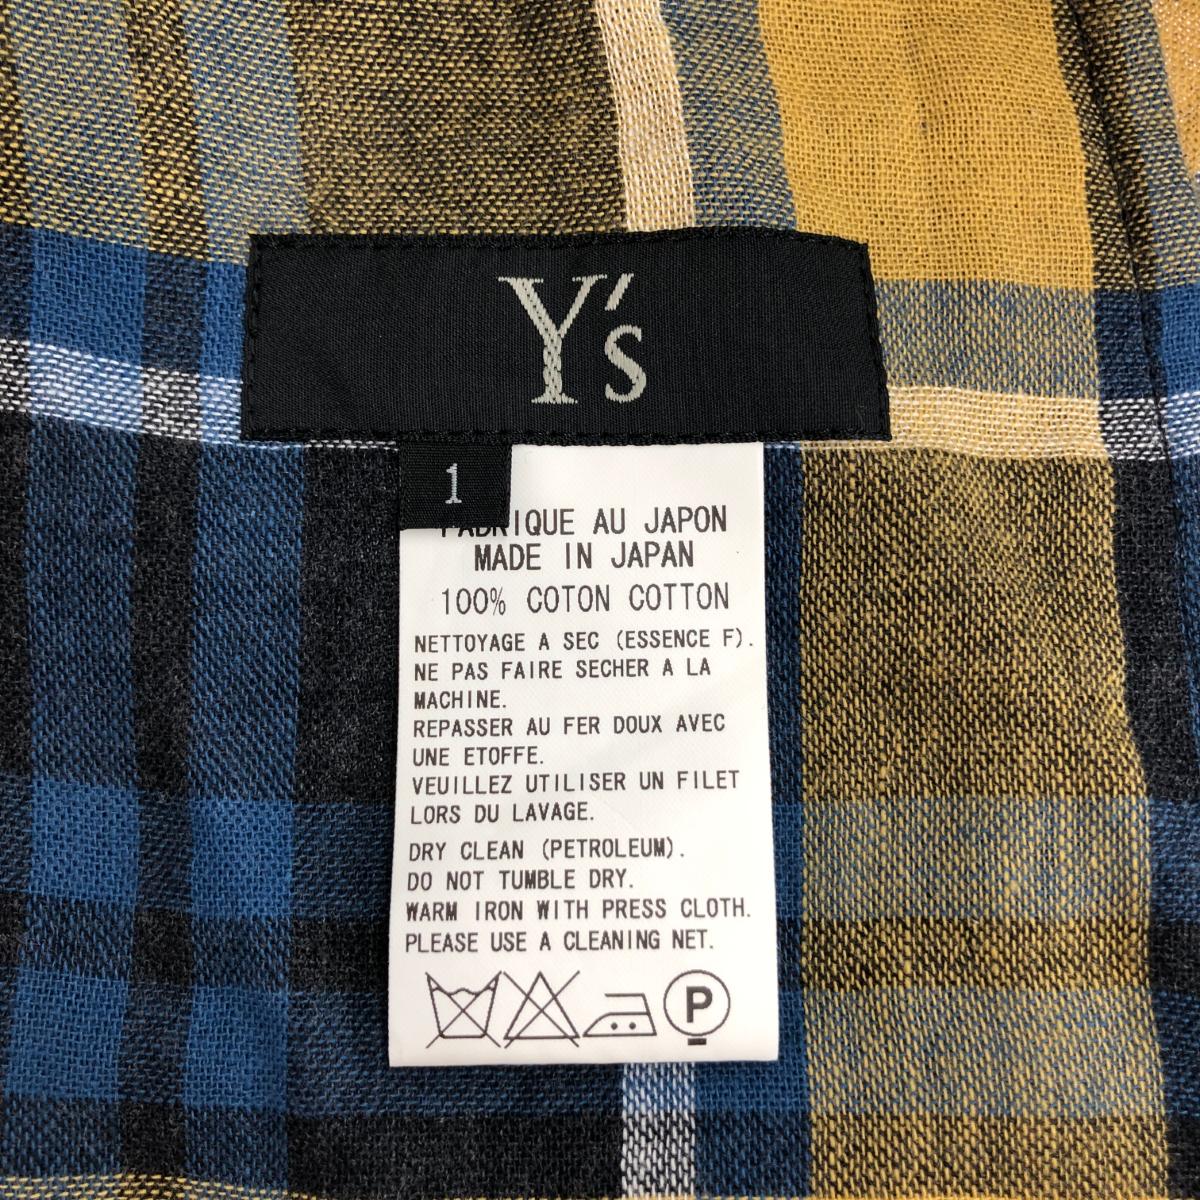 Y's
1
FABRIQUE AU JAPON
MADE IN JAPAN
100% COTON COTTON
NETTOYAGE A SEC (ESSENCE F).
NE PAS FAIRE SECHER A LA
MACHINE.
REPASSER AU FER DOUX AVEC
UNE ETOFFE.
VEUILLEZ UTILISER UN FILET
LORS DU LAVAGE.
DRY CLEAN (PETROLEUM).
DO NOT TUMBLE DRY.
WARM IRON WITH PRESS CLOTH.
PLEASE USE A CLEANING NET.
P